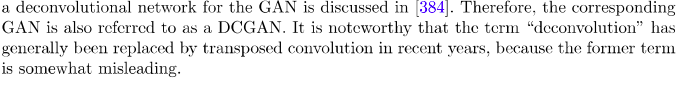 a deconvolutional network for the GAN is discussed in [384]. Therefore, the corresponding
GAN is also referred to as a DCGAN. It is noteworthy that the term “deconvolution” has
generally been replaced by transposed convolution in recent years, because the former term
is somewhat misleading.